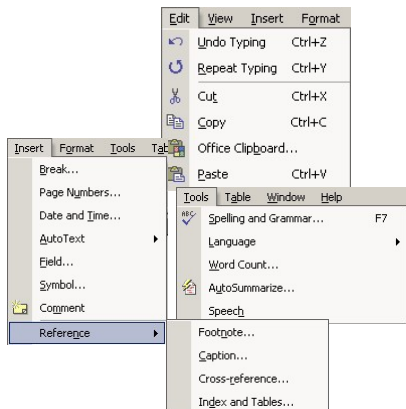 Edit View Insert Format
Undo Typing Ctrl+Z
Repeat Typing Ctrl+Y
Cut Ctrl+X
Copy Ctrl+C
Office Clipboard...
Paste Ctrl+V
Insert Format Tools Tab
Break...
Page Numbers...
Date and Time...
AutoText
Field...
Symbol...
Comment
Reference
Tools Table Window Help
ABC Spelling and Grammar... F7
Language
Word Count...
AutoSummarize...
Speech
Footnote...
Caption...
Cross-reference...
Index and Tables...